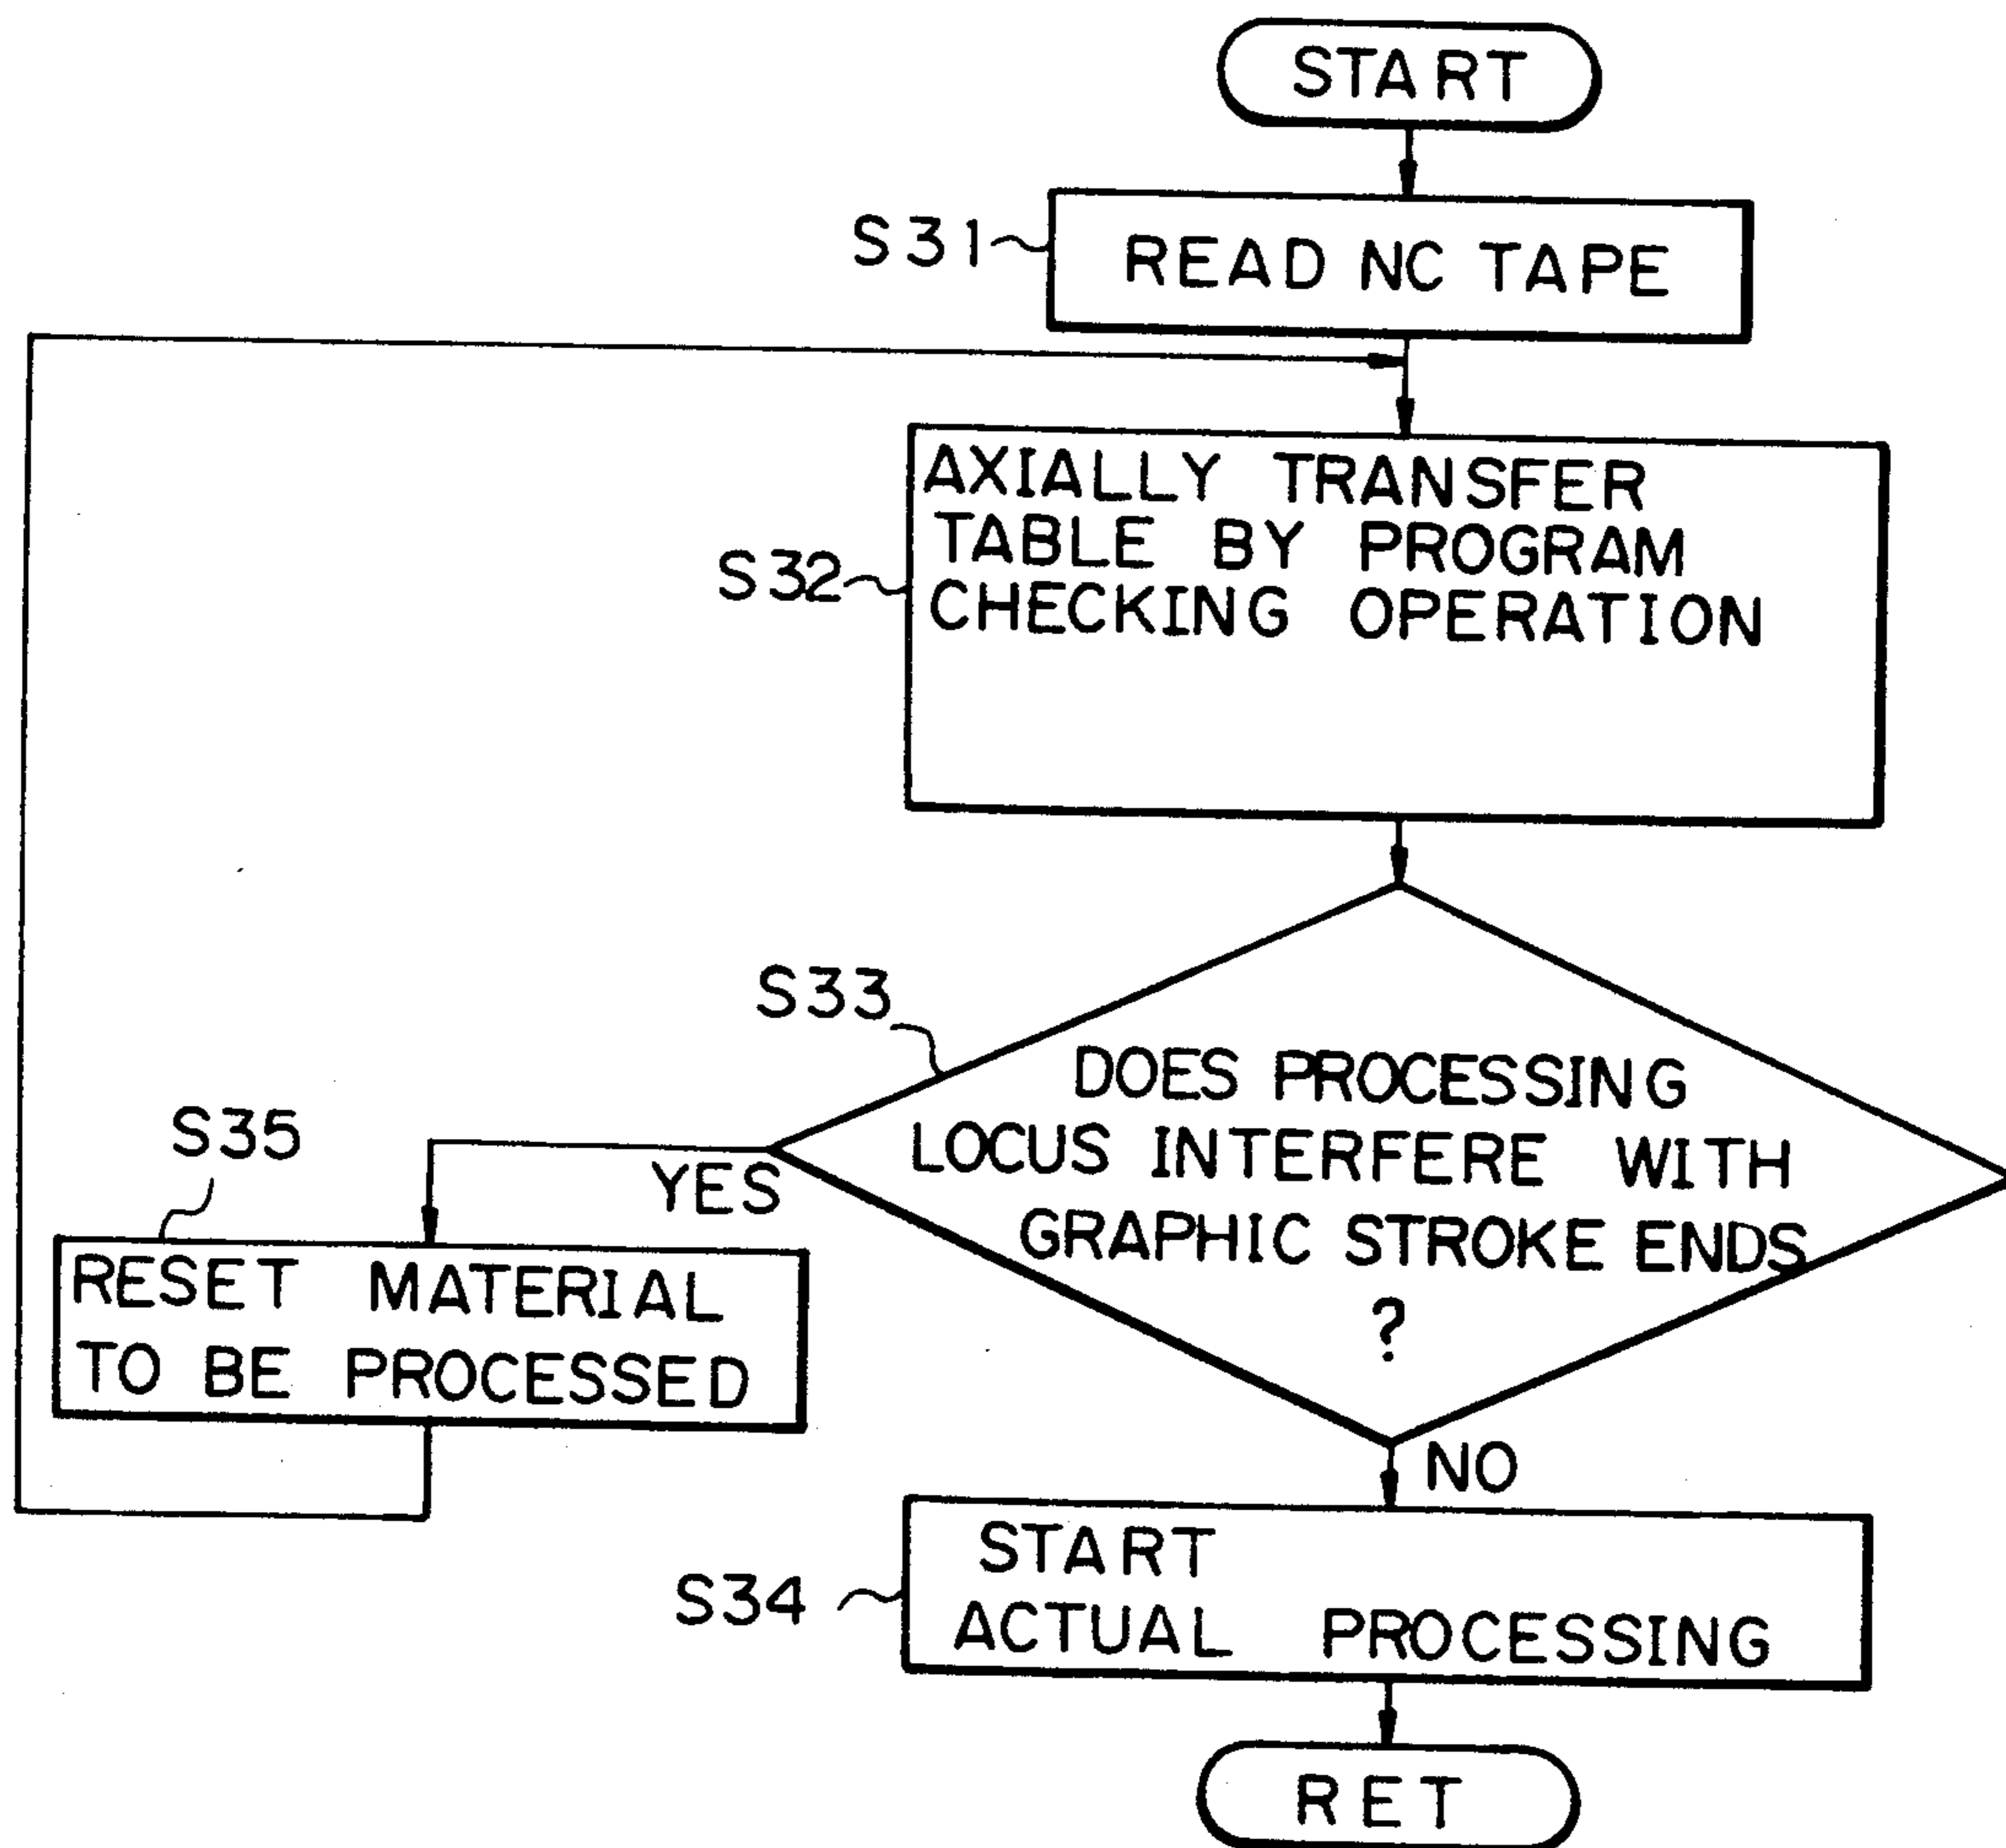 START
S31
READ NC TAPE
S32
AXIALLY TRANSFER
TABLE BY PROGRAM
CHECKING OPERATION
S33
DOES PROCESSING
LOCUS INTERFERE WITH
GRAPHIC STROKE ENDS
?
YES
NO
S35
RESET MATERIAL
TO BE PROCESSED
S34
START
ACTUAL PROCESSING
RET